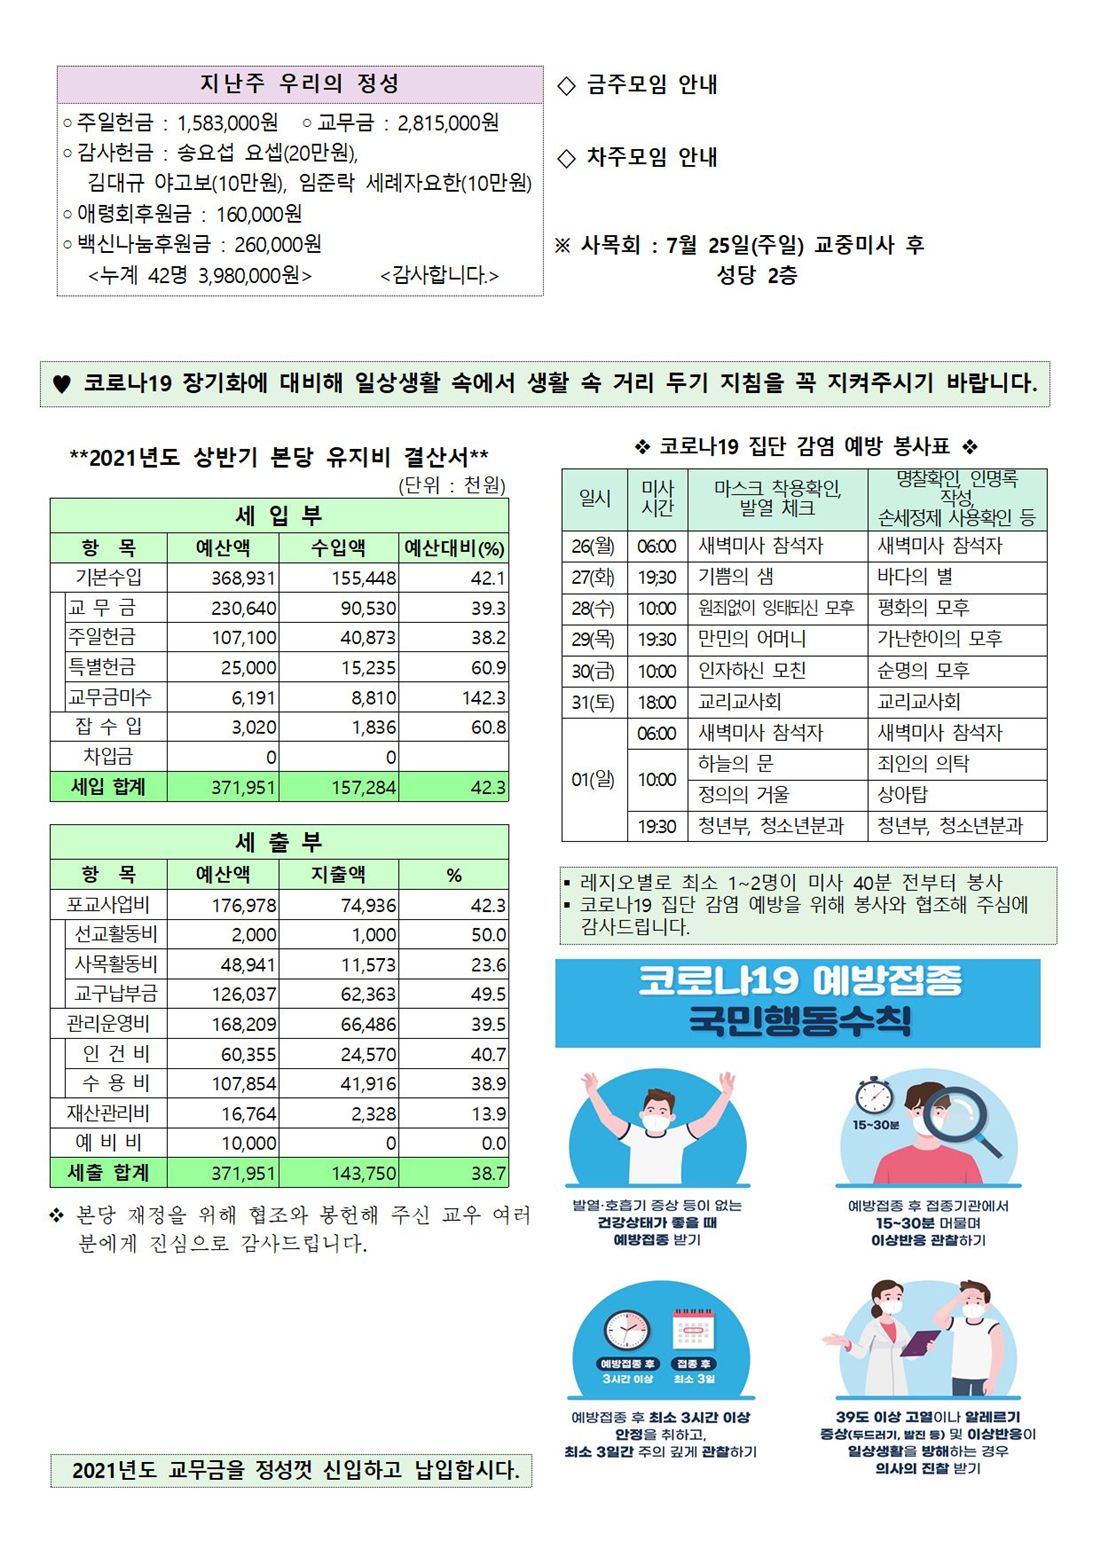 지난주 우리의 정성
○ 주일헌금 : 1,583,000원 ○ 교무금 : 2,815,000원
○ 감사헌금 : 송요섭 요셉(20만원),
김대규 야고보(10만원), 임준락 세례자요한(10만원)
○ 애령회후원금 : 160,000원
○ 백신나눔후원금 : 260,000원
<누계 42명 3,980,000원> <감사합니다.>
◇ 금주모임 안내
◇ 차주모임 안내
※ 사목회 : 7월 25일(주일) 교중미사 후
성당 2층
♥ 코로나19 장기화에 대비해 일상생활 속에서 생활 속 거리 두기 지침을 꼭 지켜주시기 바랍니다.
**2021년도 상반기 본당 유지비 결산서**
(단위 : 천원)
세 입 부
항 목 예산액 수입액 예산대비(%)
기본수입 368,931 155,448 42.1
교 무 금 230,640 90,530 39.3
주일헌금 107,100 40,873 38.2
특별헌금 25,000 15,235 60.9
교무금미수 6,191 8,810 142.3
잡 수 입 3,020 1,836 60.8
차입금 0 0
세입 합계 371,951 157,284 42.3
세 출 부
항 목 예산액 지출액 %
포교사업비 176,978 74,936 42.3
선교활동비 2,000 1,000 50.0
사목활동비 48,941 11,573 23.6
교구납부금 126,037 62,363 49.5
관리운영비 168,209 66,486 39.5
인 건 비 60,355 24,570 40.7
수 용 비 107,854 41,916 38.9
재산관리비 16,764 2,328 13.9
예 비 비 10,000 0 0.0
세출 합계 371,951 143,750 38.7
❖ 본당 재정을 위해 협조와 봉헌해 주신 교우 여러
분에게 진심으로 감사드립니다.
2021년도 교무금을 정성껏 신입하고 납입합시다.
❖ 코로나19 집단 감염 예방 봉사표 ❖
일시 미사 시간 마스크 착용확인, 발열 체크 명찰확인, 인명록 작성, 손세정제 사용확인 등
26(월) 06:00 새벽미사 참석자 새벽미사 참석자
27(화) 19;30 기쁨의 샘 바다의 별
28(수) 10:00 원죄없이 잉태되신 모후 평화의 모후
29(목) 19:30 만민의 어머니 가난한이의 모후
30(금) 10:00 인자하신 모친 순명의 모후
31(토) 18:00 교리교사회 교리교사회
01(일) 06:00 새벽미사 참석자 새벽미사 참석자
10:00 하늘의 문 죄인의 의탁
정의의 거울 상아탑
19:30 청년부, 청소년분과 청년부, 청소년분과
▪ 레지오별로 최소 1~2명이 미사 40분 전부터 봉사
▪ 코로나19 집단 감염 예방을 위해 봉사와 협조해 주심에
감사드립니다.
코로나19 예방접종
국민행동수칙
발열·호흡기 증상 등이 없는
건강상태가 좋을 때
예방접종 받기
15~30분
예방접종 후 접종기관에서
15~30분 머물며
이상반응 관찰하기
예방접종 후 접종 후
3시간 이상 최소 3일
예방접종 후 최소 3시간 이상
안정을 취하고,
최소 3일간 주의 깊게 관찰하기
39도 이상 고열이나 알레르기
증상(두드러기, 발진 등) 및 이상반응이
일상생활을 방해하는 경우
의사의 진찰 받기